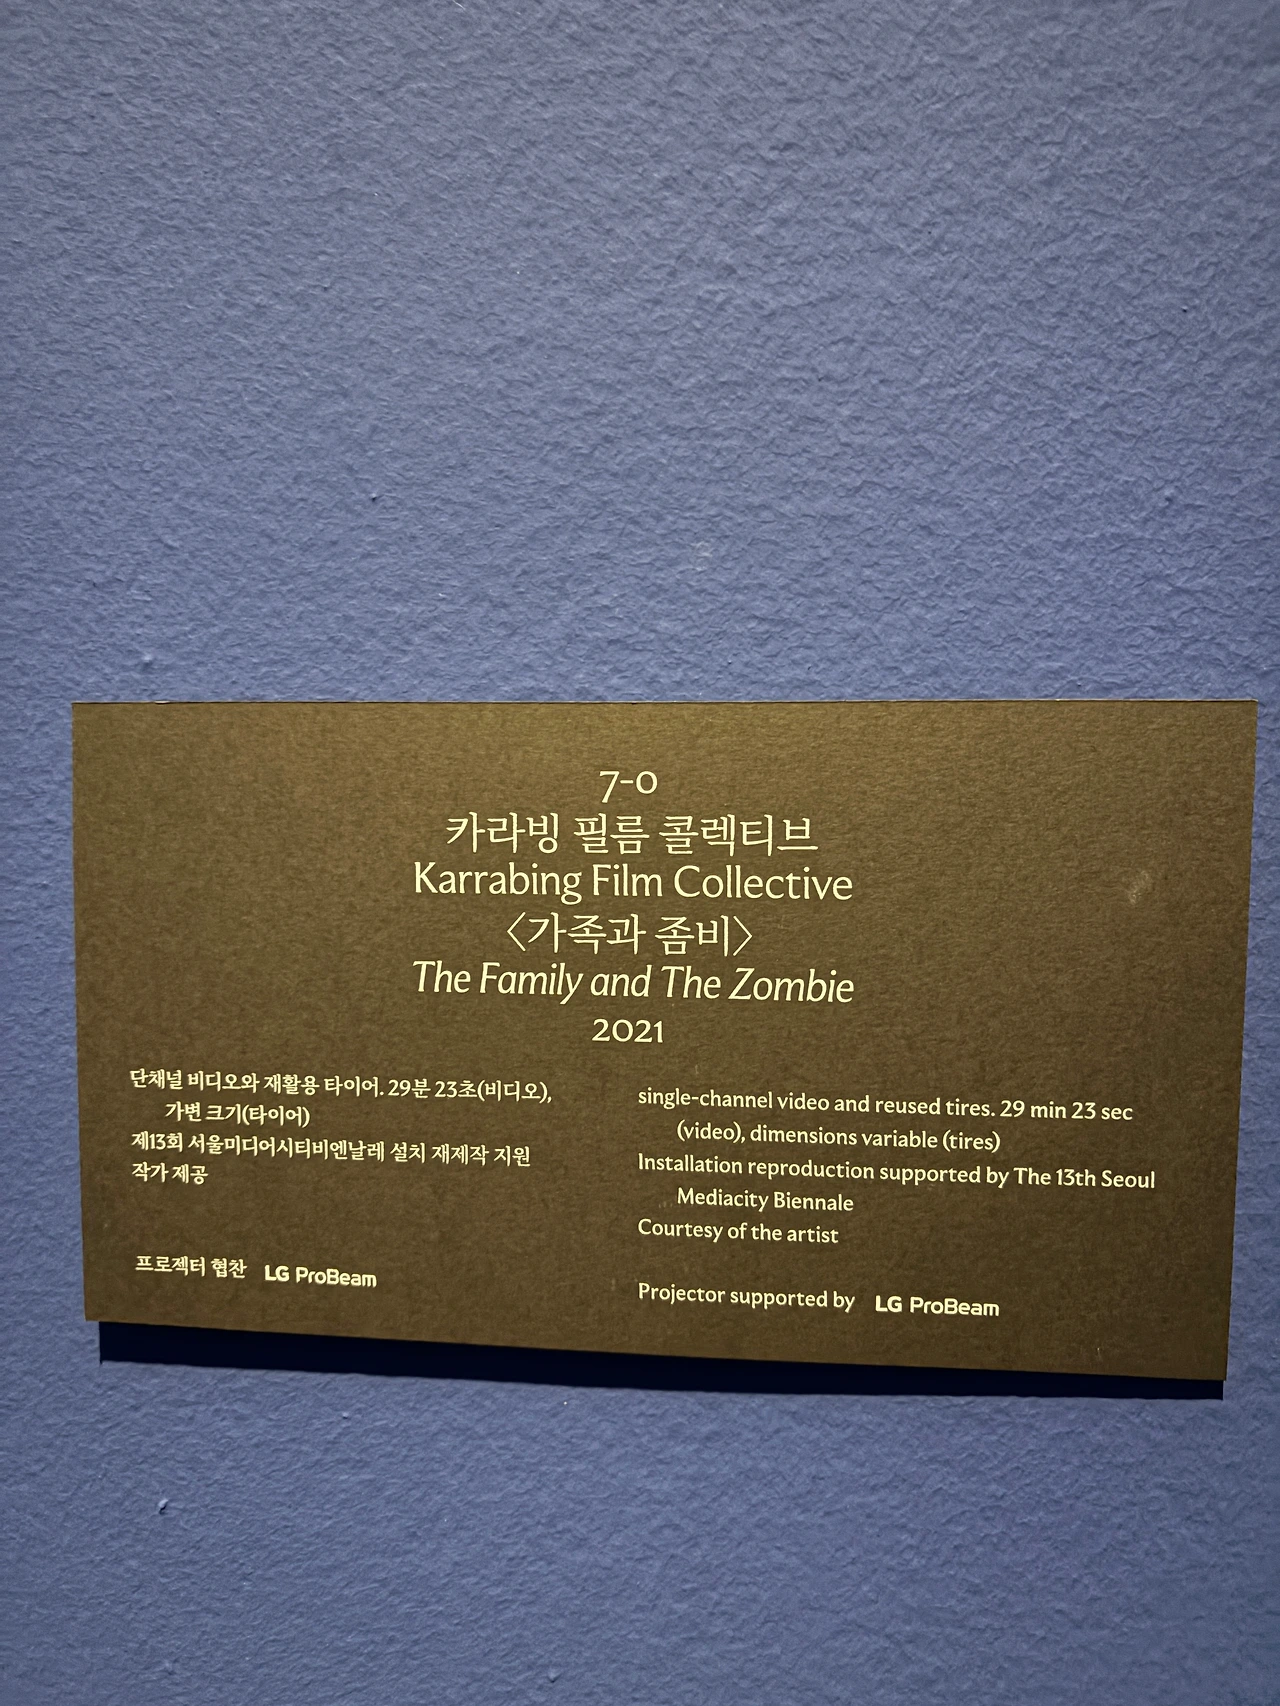 7-0
카라빙 필름 콜렉티브
Karrabing Film Collective
〈가족과 좀비〉
The Family and The Zombie
2021
단채널 비디오와 재활용 타이어. 29분 23초(비디오),
가변 크기(타이어)
제13회 서울미디어시티비엔날레 설치 재제작 지원
작가 제공
프로젝터 협찬 LG ProBeam
single-channel video and reused tires. 29 min 23 sec
(video), dimensions variable (tires)
Installation reproduction supported by The 13th Seoul
Mediacity Biennale
Courtesy of the artist
Projector supported by LG ProBeam